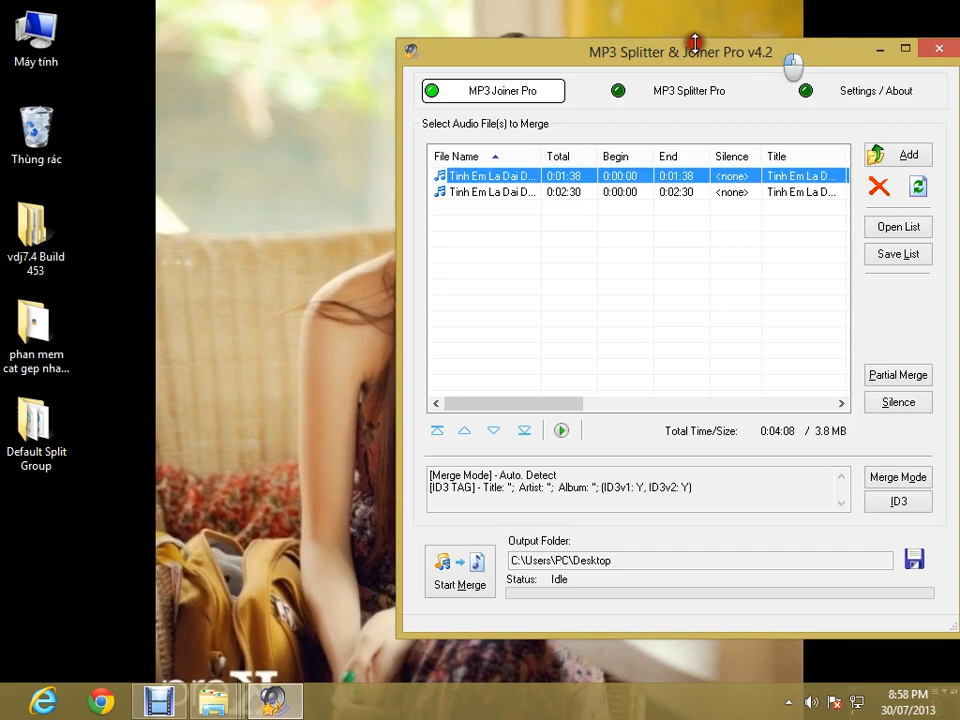 Máy tính
Thùng rác
vdj7.4 Build
453
phan mem
cat gep nha...
Default Split
Group
MP3 Splitter & Joiner Pro v4.2
MP3 Joiner Pro
MP3 Splitter Pro
Settings / About
Select Audio File(s) to Merge
File Name Total Begin End Silence Title
Tinh Em La Dai D... 0:01:38 0:00:00 0:01:38 <none> Tinh Em La D...
Tinh Em La Dai D... 0:02:30 0:00:00 0:02:30 <none> Tinh Em La D...
Add
Open List
Save List
Partial Merge
Silence
Total Time/Size: 0:04:08 / 3.8 MB
[Merge Mode] - Auto. Detect
[ID3 TAG] - Title: ''; Artist: ''; Album: ''; (ID3v1: Y, ID3v2: Y)
Merge Mode
ID3
Output Folder:
C:\Users\PC\Desktop
Start Merge
Status: Idle
8:58 PM
30/07/2013